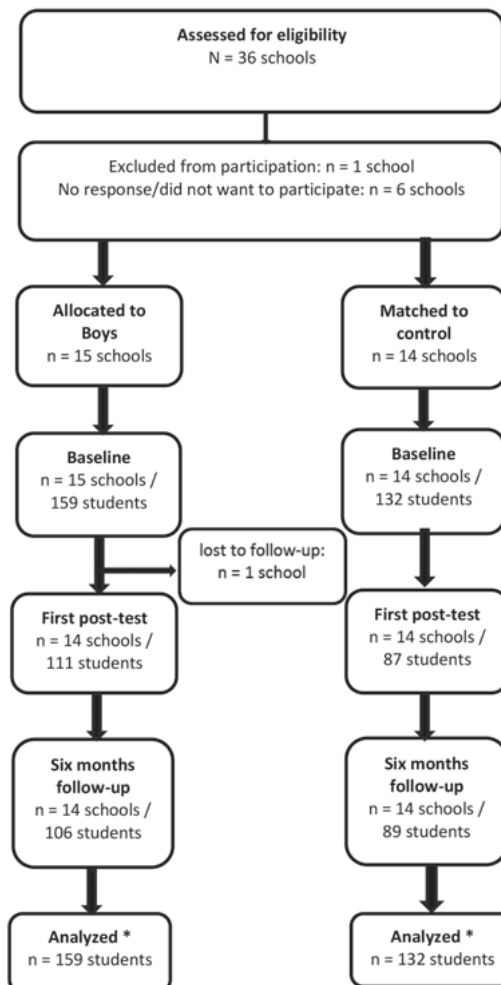 Assessed for eligibility
N = 36 schools
Excluded from participation: n = 1 school
No response/did not want to participate: n = 6 schools
Allocated to
Boys
n = 15 schools
Matched to
control
n = 14 schools
Baseline
n = 15 schools /
159 students
Baseline
n = 14 schools /
132 students
lost to follow-up:
n = 1 school
First post-test
n = 14 schools /
111 students
First post-test
n = 14 schools /
87 students
Six months
follow-up
n = 14 schools /
106 students
Six months
follow-up
n = 14 schools /
89 students
Analyzed *
n = 159 students
Analyzed *
n = 132 students